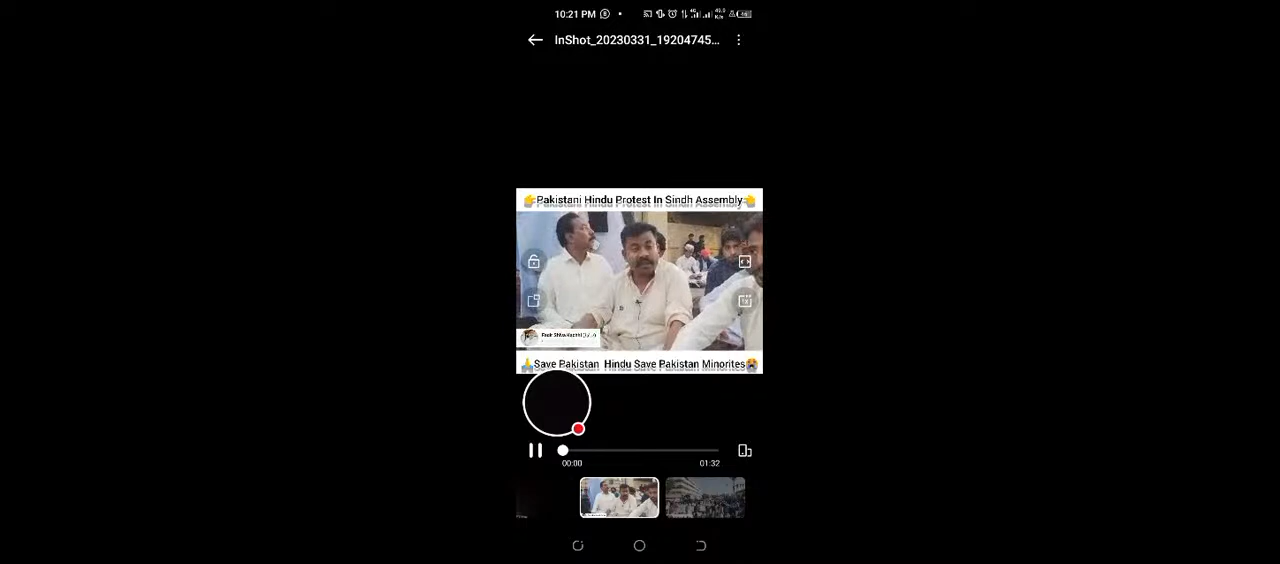 10:21 PM
InShot_20230331_19204745...
Pakistani Hindu Protest In Sindh Assembly
Save Pakistan Hindu Save Pakistan Minorites
00:00
01:32